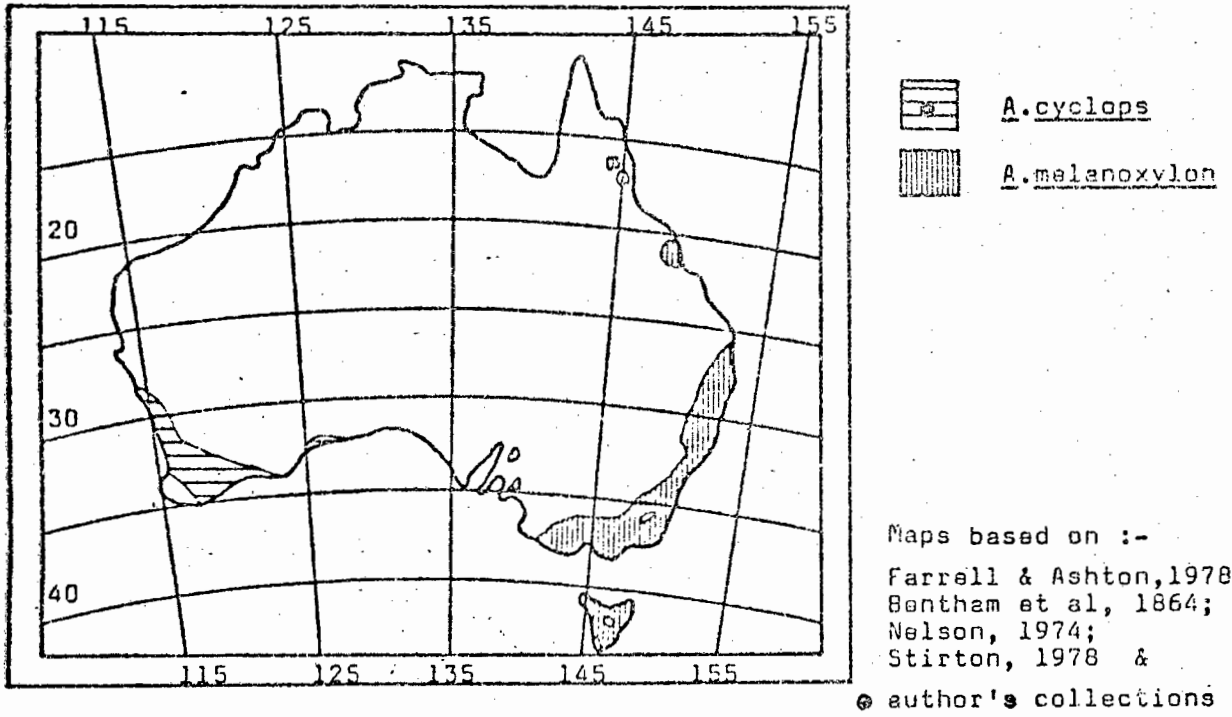 115 125 135 145 155
20
30
40
115 125 135 145 155
A.cyclops
A.melanoxylon
Maps based on :-
Farrell & Ashton,1978
Bentham et al, 1864;
Nelson, 1974;
Stirton, 1978 &
author's collections